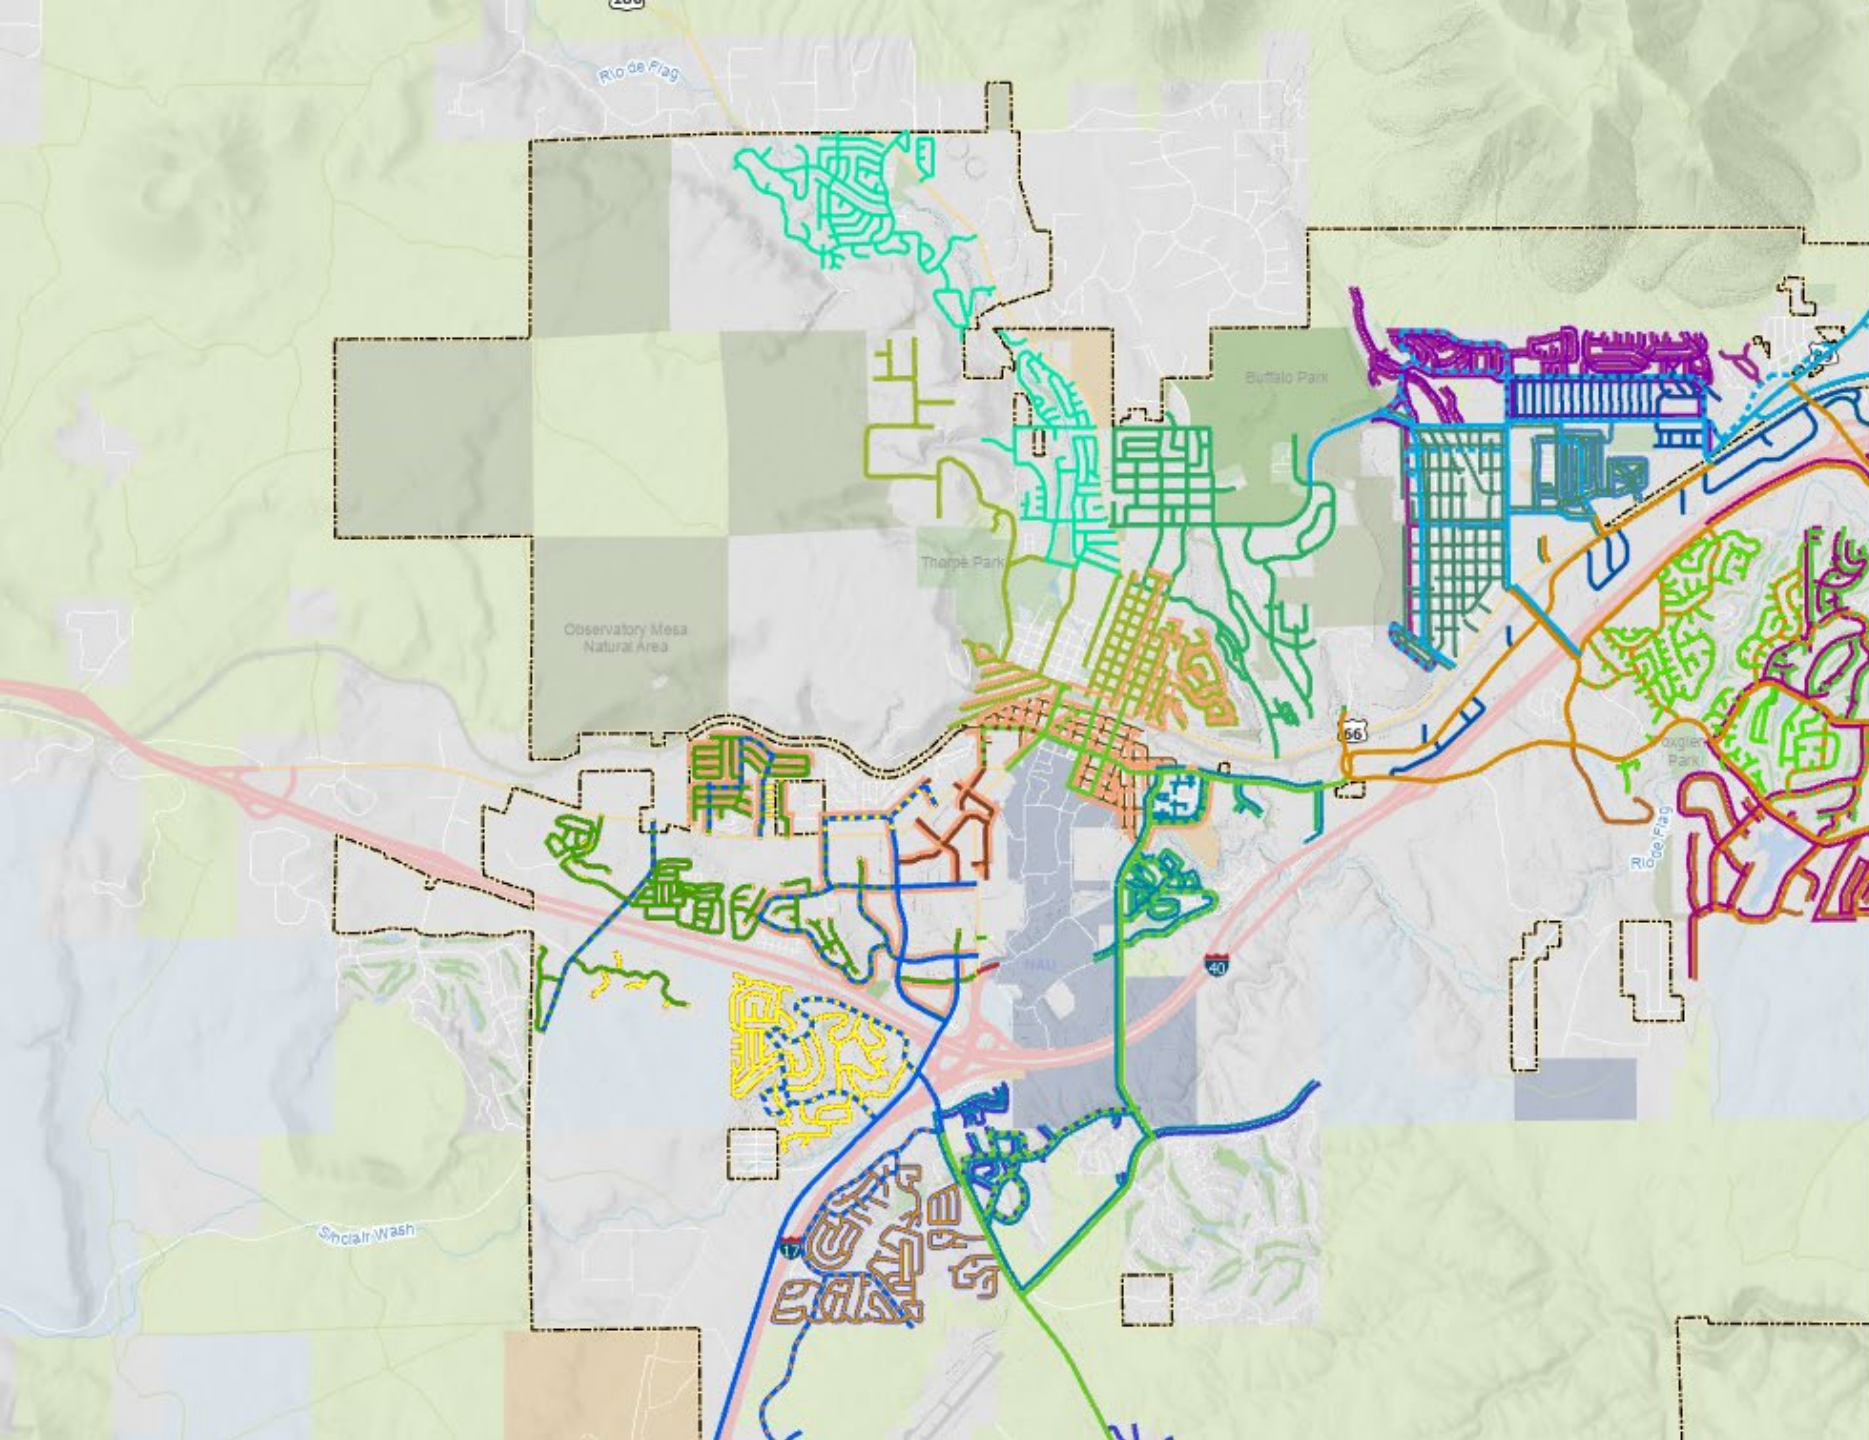 Rio de Flag
Buffalo Park
Thorpe Park
Observatory Mesa
Natural Area
66
Park
Rio de Flag
NAU
40
Sinclair Wash
17